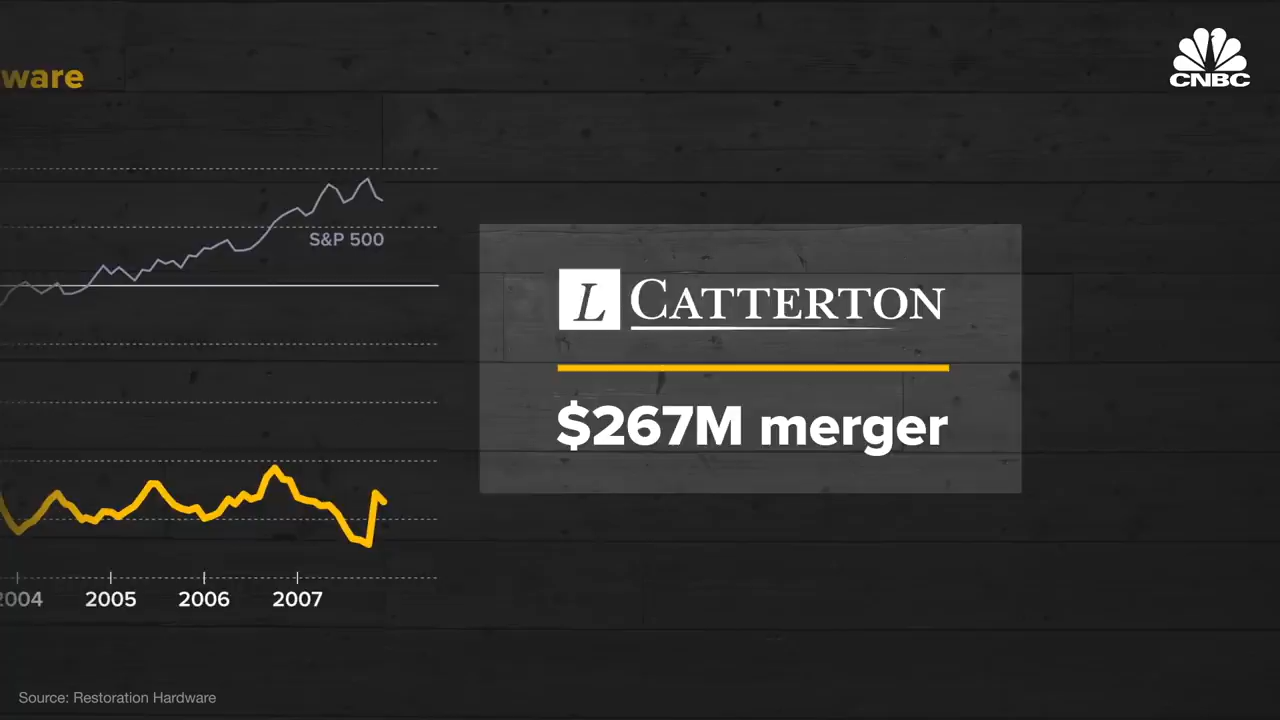 CNBC
ware
S&P 500
L CATTERTON
$267M merger
2004
2005
2006
2007
Source: Restoration Hardware